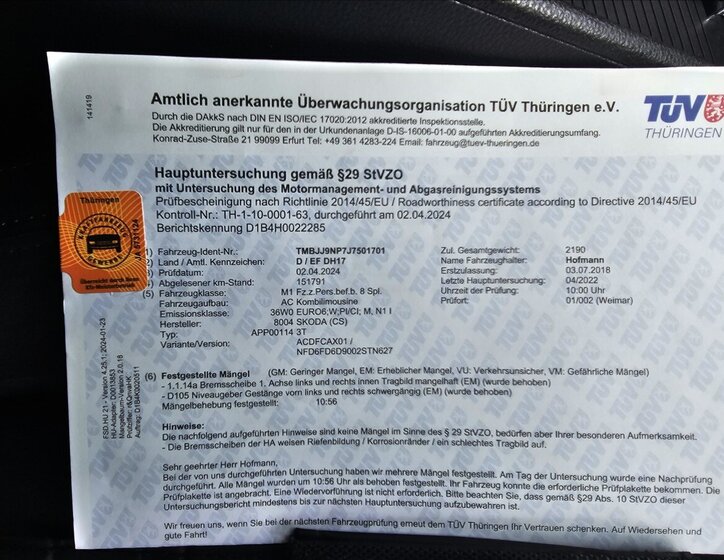 Amtlich anerkannte Überwachungsorganisation TÜV Thüringen e.V.
Durch die DAkkS nach DIN EN ISO/IEC 17020:2012 akkreditierte Inspektionsstelle.
Die Akkreditierung gilt nur für den in der Urkundenanlage D-IS-16006-01-00 aufgeführten Akkreditierungsumfang.
Konrad-Zuse-Straße 21 99099 Erfurt Tel: +49 361 4283-224 Email: fahrzeug@tuev-thueringen.de
TÜV
THÜRINGEN
141419
Hauptuntersuchung gemäß §29 StVZO
mit Untersuchung des Motormanagement- und Abgasreinigungssystems
Prüfbescheinigung nach Richtlinie 2014/45/EU / Roadworthiness certificate according to Directive 2014/45/EU
Kontroll-Nr.: TH-1-10-0001-63, durchgeführt am 02.04.2024
Berichtskennung D1B4H0022285
Thüringen
KRAFTFAHRZEUG
GEWERBE
(1) Fahrzeug-Ident-Nr.: TMBJJ9NP7J7501701 Zul. Gesamtgewicht: 2190
(2) Land / Amtl. Kennzeichen: D / EF DH17 Name Fahrzeughalter: Hofmann
Prüfdatum: 02.04.2024 Erstzulassung: 03.07.2018
Abgelesener km-Stand: 151791 Letzte Hauptuntersuchung: 04/2022
(5) Fahrzeugklasse: M1 Fz.z.Pers.bef.b. 8 Spl. Uhrzeit der Prüfung: 10:00 Uhr
Fahrzeugaufbau: AC Kombilimousine Prüfort: 01/002 (Weimar)
Emissionsklasse: 36W0 EURO6;W;PI/CI; M, N1 I
Hersteller: 8004 SKODA (CS)
Typ: APP00114 3T
Variante/Version: ACDFCAX01 /
NFD6FD6D9002STN627
(6) Festgestellte Mängel (GM: Geringer Mangel, EM: Erheblicher Mangel, VU: Verkehrsunsicher, VM: Gefährliche Mängel)
- 1.1.14a Bremsscheibe 1. Achse links und rechts innen Tragbild mangelhaft (EM) (wurde behoben)
- D105 Niveaugeber Gestänge vorn links und rechts schwergängig (EM) (wurde behoben)
Mängelbehebung festgestellt: 10:56
Hinweise:
Die nachfolgend aufgeführten Hinweise sind keine Mängel im Sinne des § 29 StVZO, bedürfen aber Ihrer besonderen Aufmerksamkeit.
- Die Bremsscheiben der HA weisen Riefenbildung / Korrosionränder / ein schlechtes Tragbild auf.
Sehr geehrter Herr Hofmann,
Bei der von uns durchgeführten Untersuchung haben wir mehrere Mängel festgestellt. Am Tag der Untersuchung wurde eine Nachprüfung
durchgeführt. Alle Mängel wurden um 10:56 Uhr als behoben festgestellt. Ihr Fahrzeug konnte die erforderliche Prüfplakette bekommen. Die
Prüfplakette ist angebracht. Eine Wiedervorführung ist nicht erforderlich. Bitte beachten Sie, dass gemäß §29 Abs. 10 StVZO dieser
Untersuchungsbericht mindestens bis zur nächsten Hauptuntersuchung aufzubewahren ist.
Wir freuen uns, wenn Sie bei der nächsten Fahrzeugprüfung erneut dem TÜV Thüringen Ihr Vertrauen schenken. Auf Wiedersehen und
gute Fahrt!